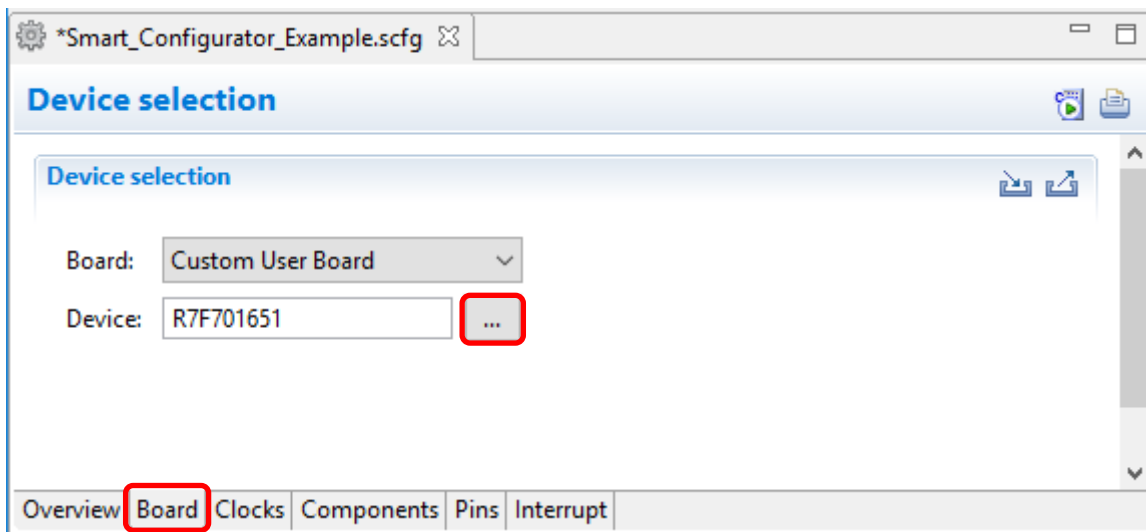 *Smart_Configurator_Example.scfg
Device selection
Device selection
Board: Custom User Board
Device: R7F701651 ...
Overview Board Clocks Components Pins Interrupt